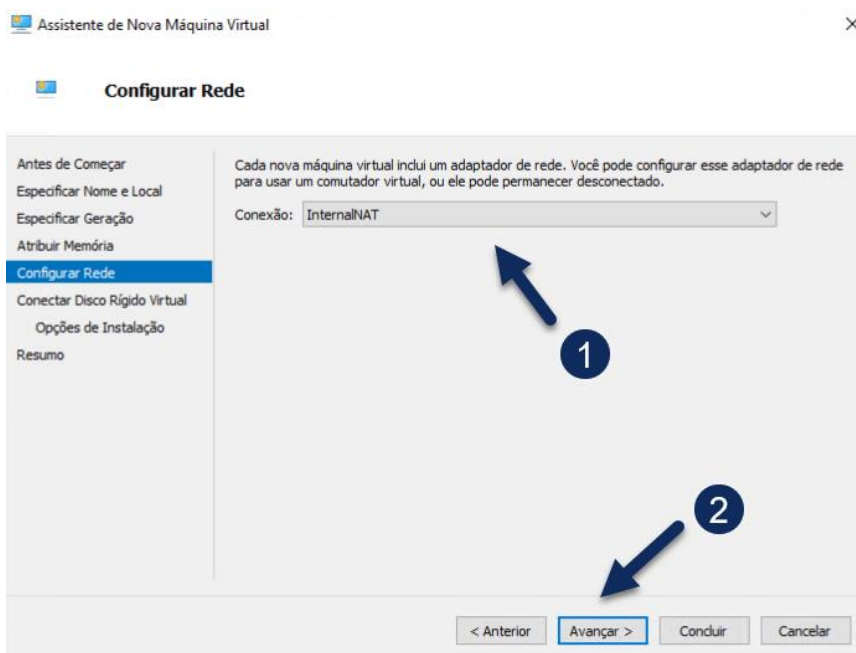 Assistente de Nova Máquina Virtual
Configurar Rede
Antes de Começar
Especificar Nome e Local
Especificar Geração
Atribuir Memória
Configurar Rede
Conectar Disco Rígido Virtual
Opções de Instalação
Resumo
Cada nova máquina virtual inclui um adaptador de rede. Você pode configurar esse adaptador de rede
para usar um comutador virtual, ou ele pode permanecer desconectado.
Conexão: InternalNAT
1
2
< Anterior Avançar > Concluir Cancelar